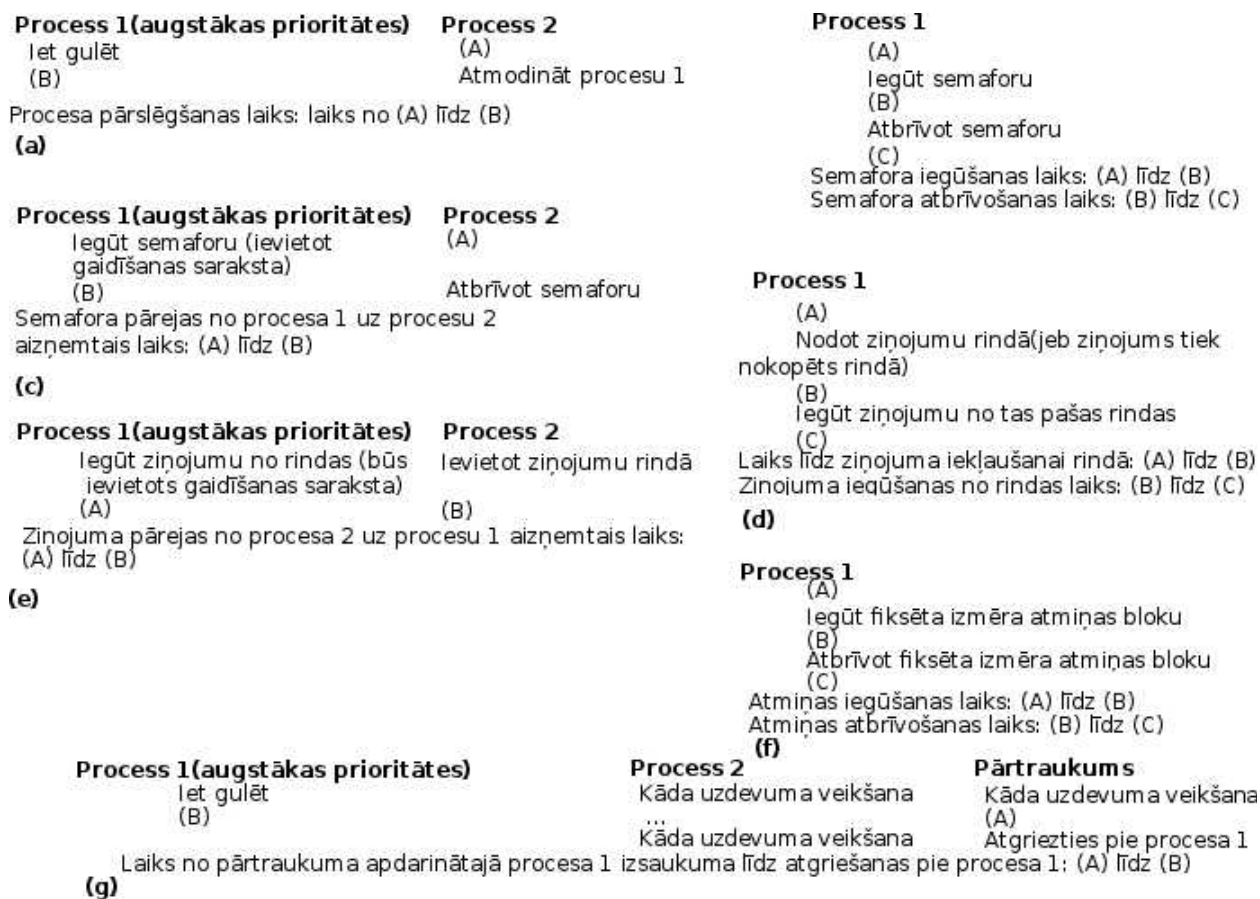 Process 1(augstākas prioritātes) Process 2
Iet gulēt (A)
(B) Atmodināt procesu 1
Procesa pārslēgšanas laiks: laiks no (A) līdz (B)
(a)
Process 1
(A)
Iegūt semaforu
(B)
Atbrīvot semaforu
(C)
Semafora iegūšanas laiks: (A) līdz (B)
Semafora atbrīvošanas laiks: (B) līdz (C)
Process 1(augstākas prioritātes) Process 2
Iegūt semaforu (ievietot (A)
gaidīšanas saraksta)
(B) Atbrīvot semaforu
Semafora pārejas no procesa 1 uz procesu 2
aizņemtais laiks: (A) līdz (B)
(c)
Process 1
(A)
Nodot ziņojumu rindā(jeb ziņojums tiek
nokopēts rindā)
(B)
Iegūt ziņojumu no tas pašas rindas
(C)
Laiks līdz ziņojuma iekļaušanai rindā: (A) līdz (B)
Ziņojuma iegūšanas no rindas laiks: (B) līdz (C)
(d)
Process 1(augstākas prioritātes) Process 2
Iegūt ziņojumu no rindas (būs Ievietot ziņojumu rindā
ievietots gaidīšanas saraksta)
(A) (B)
Ziņojuma pārejas no procesa 2 uz procesu 1 aizņemtais laiks:
(A) līdz (B)
(e)
Process 1
(A)
Iegūt fiksēta izmēra atmiņas bloku
(B)
Atbrīvot fiksēta izmēra atmiņas bloku
(C)
Atmiņas iegūšanas laiks: (A) līdz (B)
Atmiņas atbrīvošanas laiks: (B) līdz (C)
(f)
Process 1(augstākas prioritātes) Process 2 Pārtraukums
Iet gulēt Kāda uzdevuma veikšana Kāda uzdevuma veikšana
(B) ... (A)
Kāda uzdevuma veikšana Atgriezties pie procesa 1
Laiks no pārtraukuma apdarinātajā procesa 1 izsaukuma līdz atgriešanas pie procesa 1: (A) līdz (B)
(g)